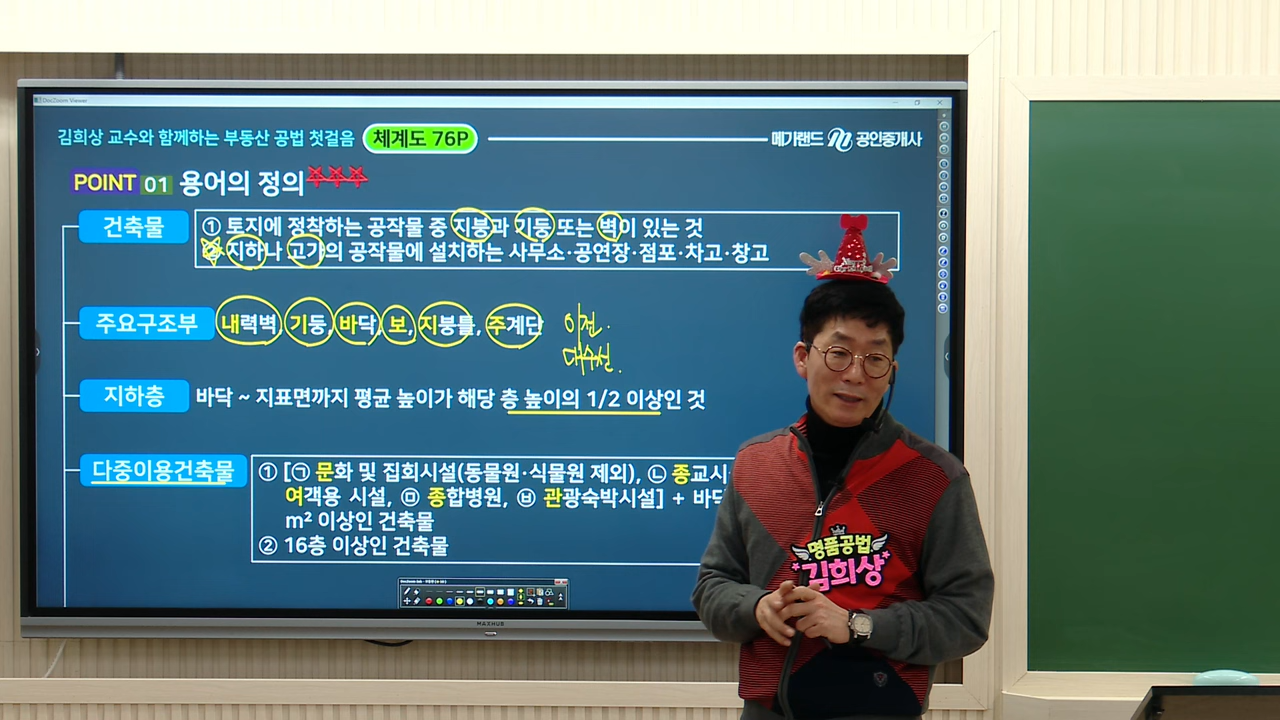 DocZoom Viewer
김희상 교수와 함께하는 부동산 공법 첫걸음 체계도 76P 메가랜드 공인중개사
POINT 01 용어의 정의
건축물
① 토지에 정착하는 공작물 중 지붕과 기둥 또는 벽이 있는 것
② 지하나 고가의 공작물에 설치하는 사무소·공연장·점포·차고·창고
주요구조부 내력벽, 기둥, 바닥, 보, 지붕틀, 주계단
이전.
대수선.
지하층 바닥 ~ 지표면까지 평균 높이가 해당 층 높이의 1/2 이상인 것
다중이용건축물
① [㉠ 문화 및 집회시설(동물원·식물원 제외), ㉡ 종교시
여객용 시설, ㉤ 종합병원, ㉥ 관광숙박시설] + 바닥
m² 이상인 건축물
② 16층 이상인 건축물
MAXHUB
명품공법
김희상